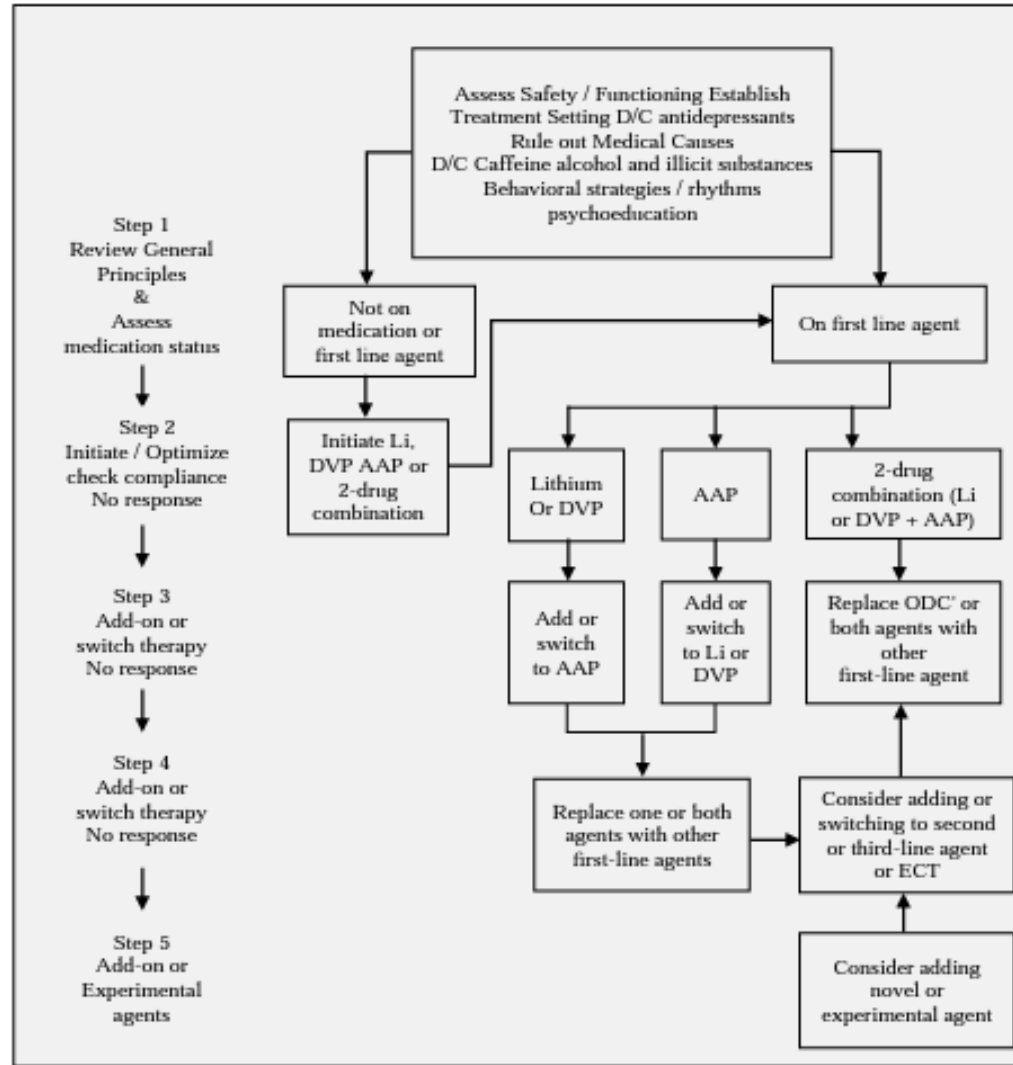 Assess Safety / Functioning Establish
Treatment Setting D/C antidepressants
Rule out Medical Causes
D/C Caffeine alcohol and illicit substances
Behavioral strategies / rhythms
psychoeducation
Step 1
Review General
Principles
&
Assess
medication status
Not on
medication or
first line agent
On first line agent
Step 2
Initiate / Optimize
check compliance
No response
Initiate Li,
DVP AAP or
2-drug
combination
Lithium
Or DVP
AAP
2-drug
combination (Li
or DVP + AAP)
Step 3
Add-on or
switch therapy
No response
Add or
switch
to AAP
Add or
switch
to Li or
DVP
Replace ODC' or
both agents with
other
first-line agent
Step 4
Add-on or
switch therapy
No response
Replace one or both
agents with other
first-line agents
Consider adding or
switching to second
or third-line agent
or ECT
Step 5
Add-on or
Experimental
agents
Consider adding
novel or
experimental agent